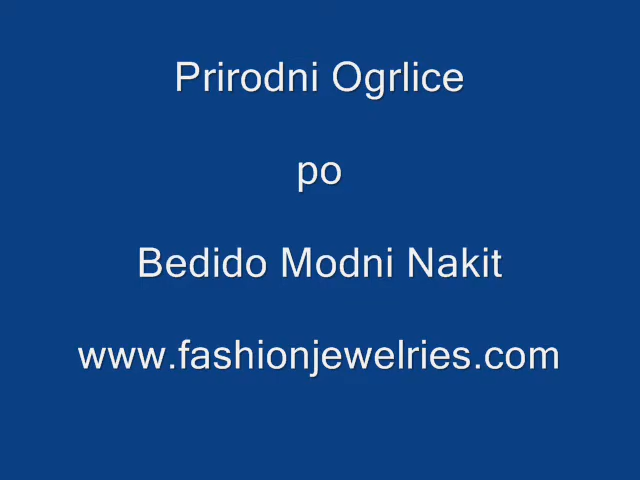 Prirodni Ogrlice
po
Bedido Modni Nakit
www.fashionjewelries.com